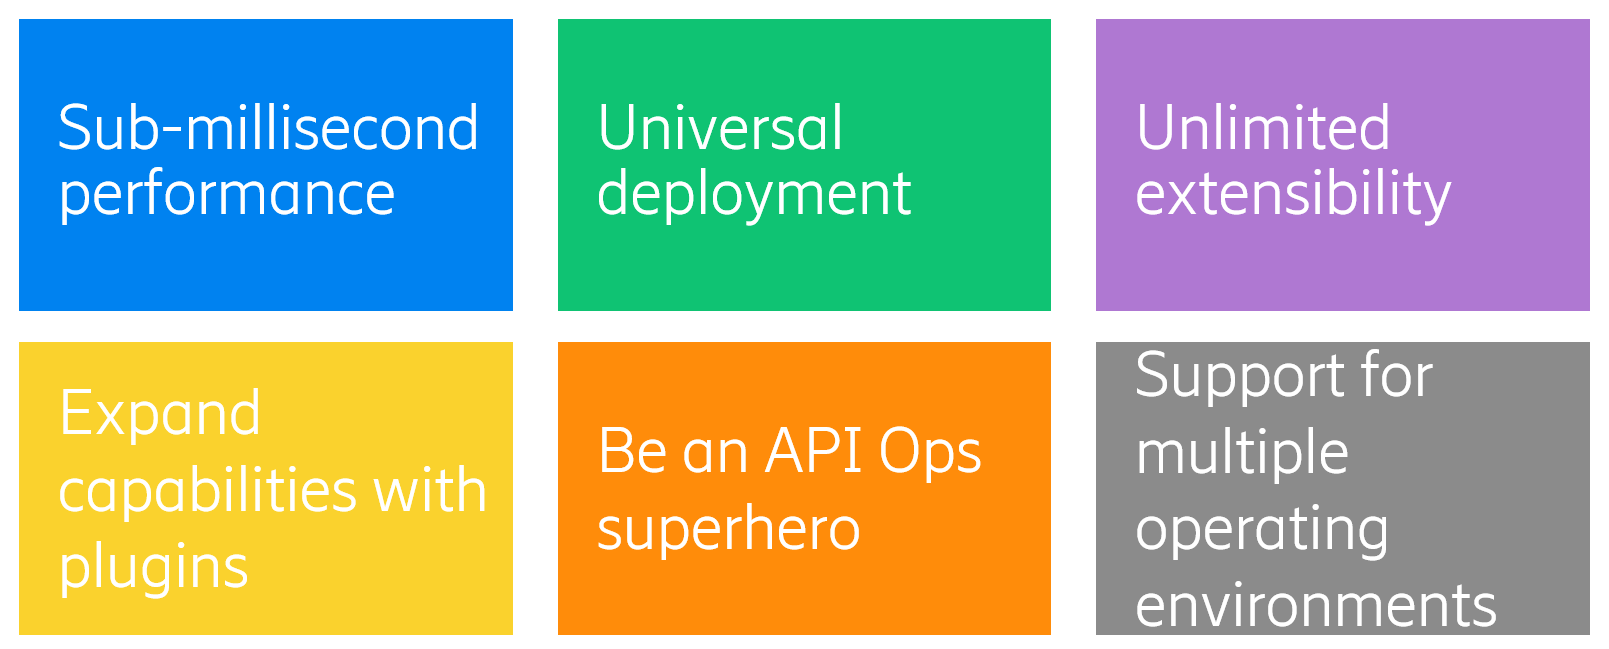 Sub-millisecond
performance
Universal
deployment
Unlimited
extensibility
Expand
capabilities with
plugins
Be an API Ops
superhero
Support for
multiple
operating
environments